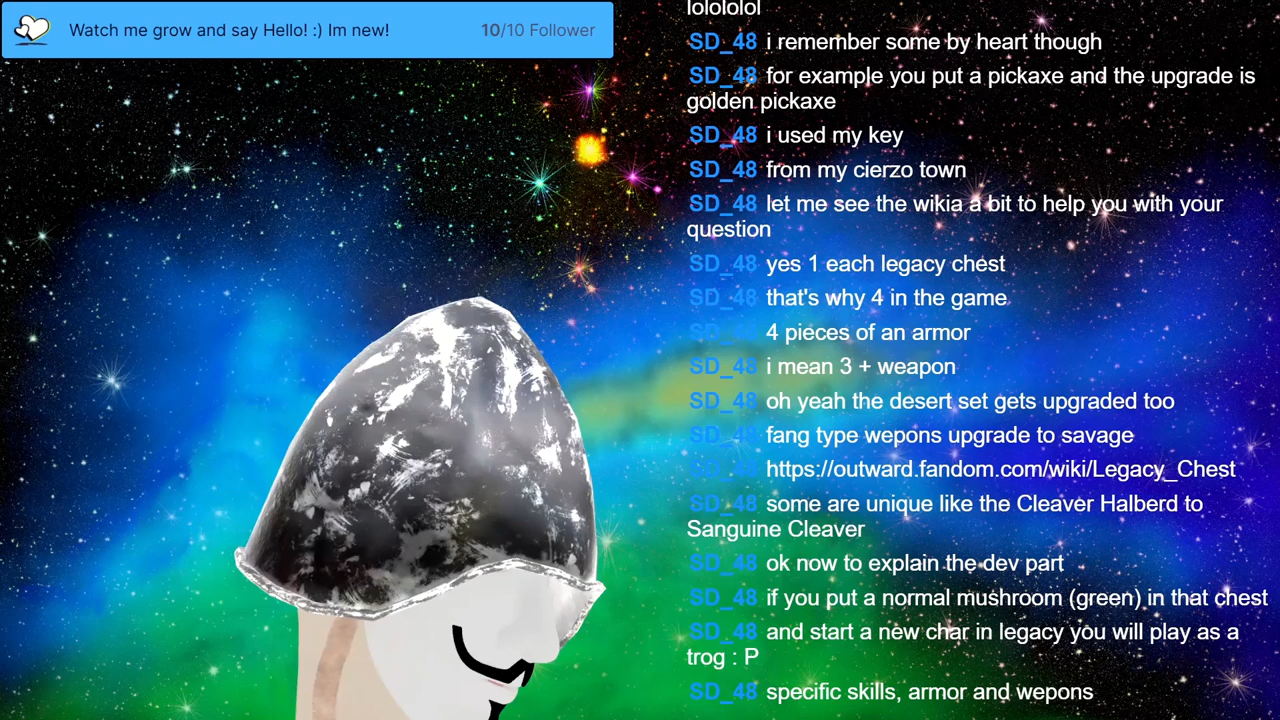 Watch me grow and say Hello! :) Im new!
10/10 Follower
lolololol
SD_48 i remember some by heart though
SD_48 for example you put a pickaxe and the upgrade is
golden pickaxe
SD_48 i used my key
SD_48 from my cierzo town
SD_48 let me see the wikia a bit to help you with your
question
SD_48 yes 1 each legacy chest
SD_48 that's why 4 in the game
SD_48 4 pieces of an armor
SD_48 i mean 3 + weapon
SD_48 oh yeah the desert set gets upgraded too
SD_48 fang type wepons upgrade to savage
SD_48 https://outward.fandom.com/wiki/Legacy_Chest
SD_48 some are unique like the Cleaver Halberd to
Sanguine Cleaver
SD_48 ok now to explain the dev part
SD_48 if you put a normal mushroom (green) in that chest
SD_48 and start a new char in legacy you will play as a
trog : P
SD_48 specific skills, armor and wepons